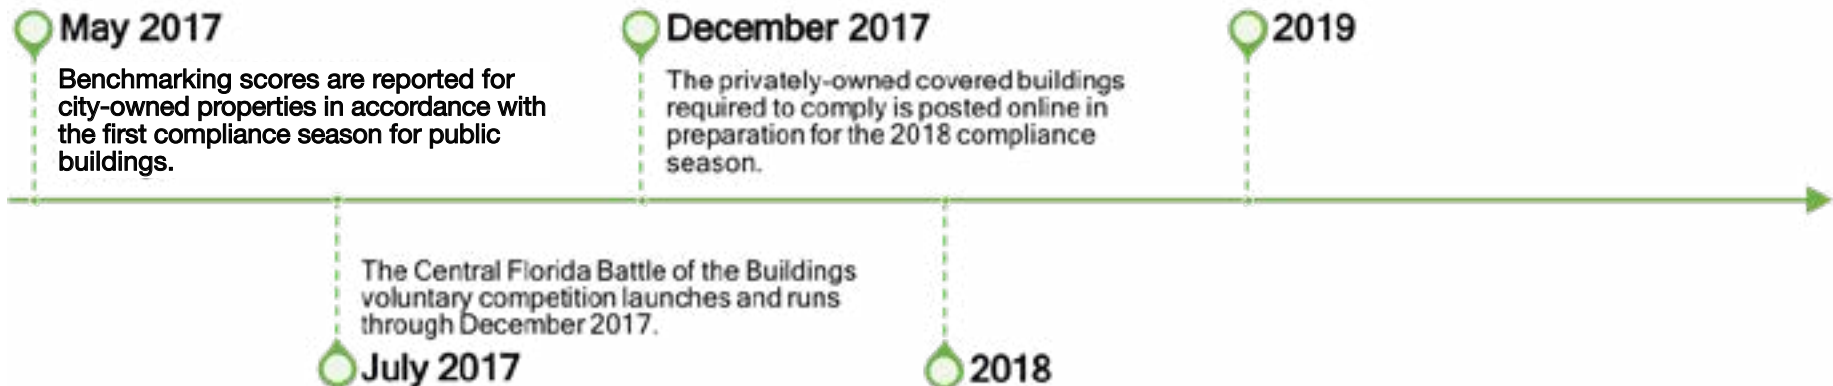 May 2017
Benchmarking scores are reported for
city-owned properties in accordance with
the first compliance season for public
buildings.
December 2017
The privately-owned covered buildings
required to comply is posted online in
preparation for the 2018 compliance
season.
2019
The Central Florida Battle of the Buildings
voluntary competition launches and runs
through December 2017.
July 2017
2018